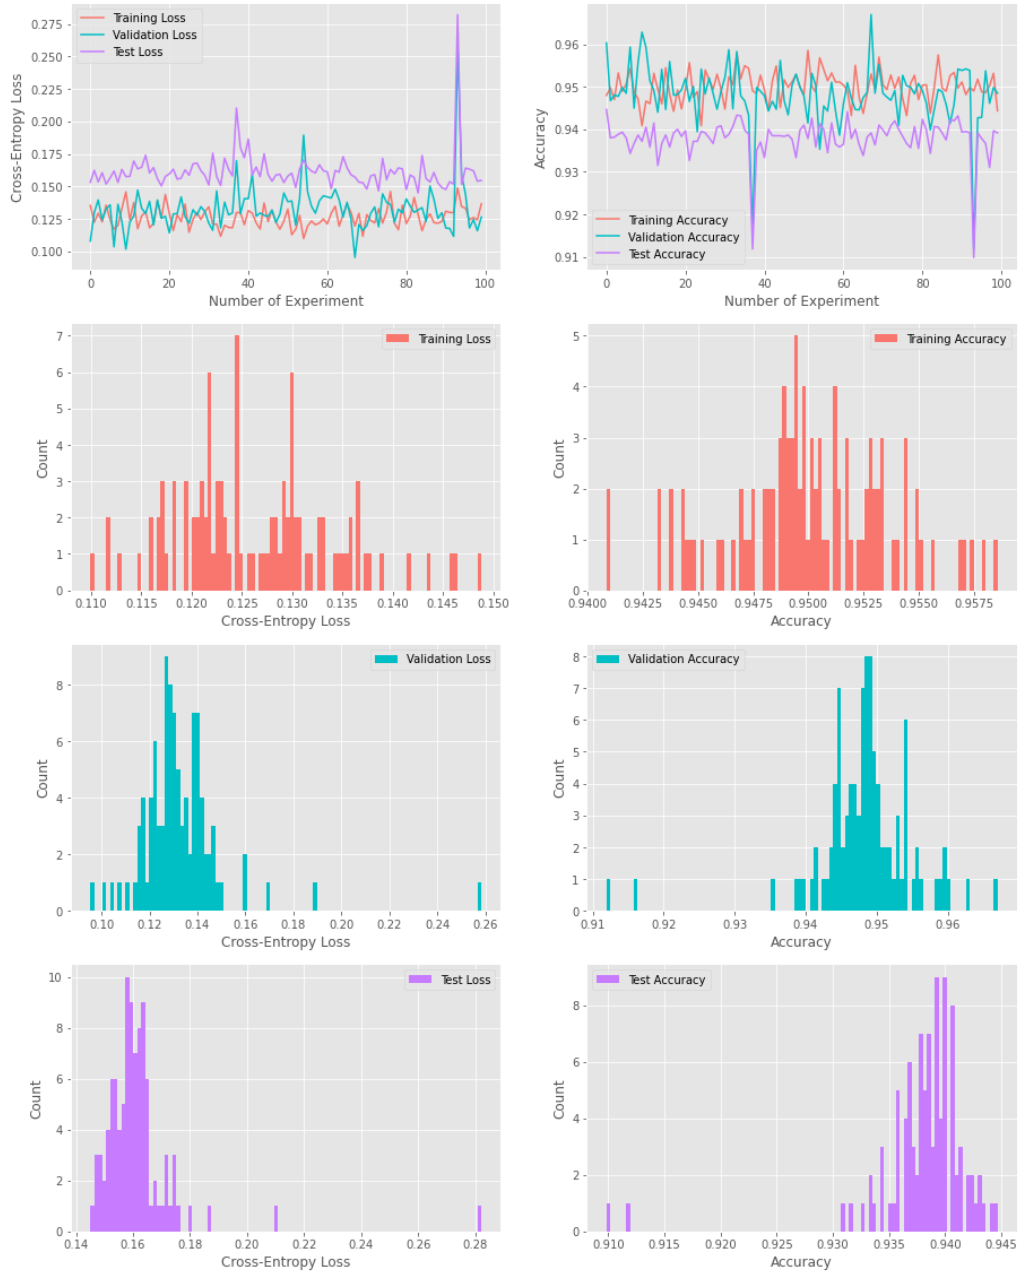 Training Loss
Validation Loss
Test Loss
0.275
0.250
0.225
0.200
0.175
0.150
0.125
0.100
Cross-Entropy Loss
0 20 40 60 80 100
Number of Experiment
0.96
0.95
0.94
0.93
0.92
0.91
Accuracy
Training Accuracy
Validation Accuracy
Test Accuracy
0 20 40 60 80 100
Number of Experiment
Training Loss
7
6
5
4
3
2
1
0
Count
0.110 0.115 0.120 0.125 0.130 0.135 0.140 0.145 0.150
Cross-Entropy Loss
Training Accuracy
5
4
3
2
1
0
Count
0.9400 0.9425 0.9450 0.9475 0.9500 0.9525 0.9550 0.9575
Accuracy
Validation Loss
8
6
4
2
0
Count
0.10 0.12 0.14 0.16 0.18 0.20 0.22 0.24 0.26
Cross-Entropy Loss
Validation Accuracy
8
7
6
5
4
3
2
1
0
Count
0.91 0.92 0.93 0.94 0.95 0.96
Accuracy
Test Loss
10
8
6
4
2
0
Count
0.14 0.16 0.18 0.20 0.22 0.24 0.26 0.28
Cross-Entropy Loss
Test Accuracy
8
6
4
2
0
Count
0.910 0.915 0.920 0.925 0.930 0.935 0.940 0.945
Accuracy